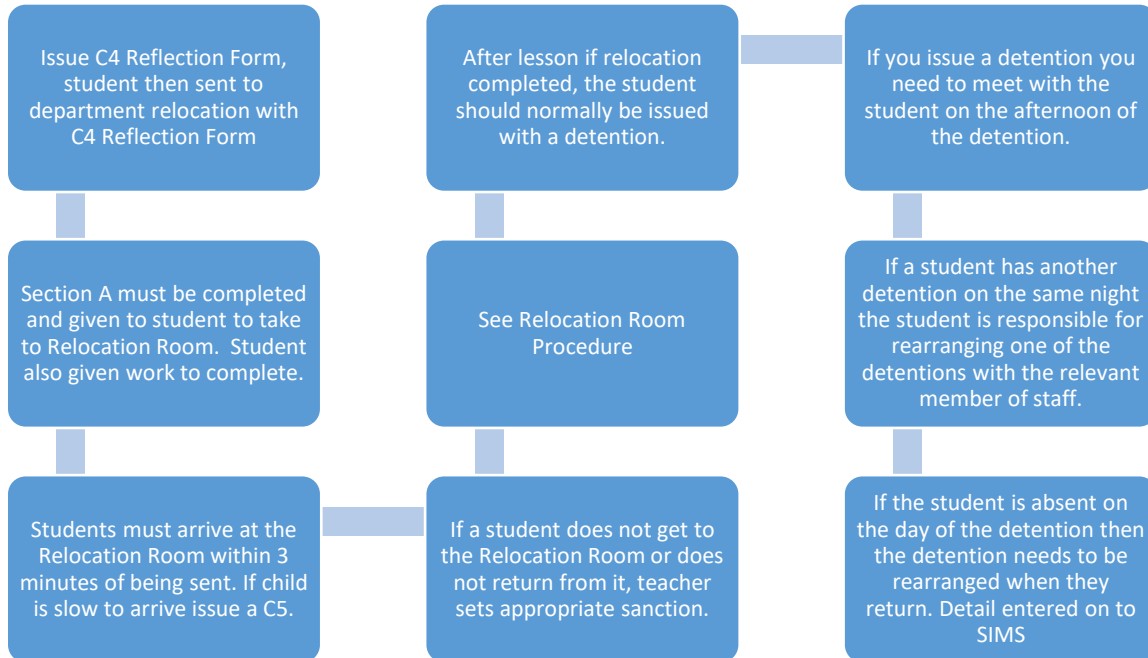 Issue C4 Reflection Form,
student then sent to
department relocation with
C4 Reflection Form
Section A must be completed
and given to student to take
to Relocation Room.  Student
also given work to complete.
Students must arrive at the
Relocation Room within 3
minutes of being sent. If child
is slow to arrive issue a C5.
If a student does not get to
the Relocation Room or does
not return from it, teacher
sets appropriate sanction.
See Relocation Room
Procedure
After lesson if relocation
completed, the student
should normally be issued
with a detention.
If you issue a detention you
need to meet with the
student on the afternoon of
the detention.
If a student has another
detention on the same night
the student is responsible for
rearranging one of the
detentions with the relevant
member of staff.
If the student is absent on
the day of the detention then
the detention needs to be
rearranged when they
return. Detail entered on to
SIMS